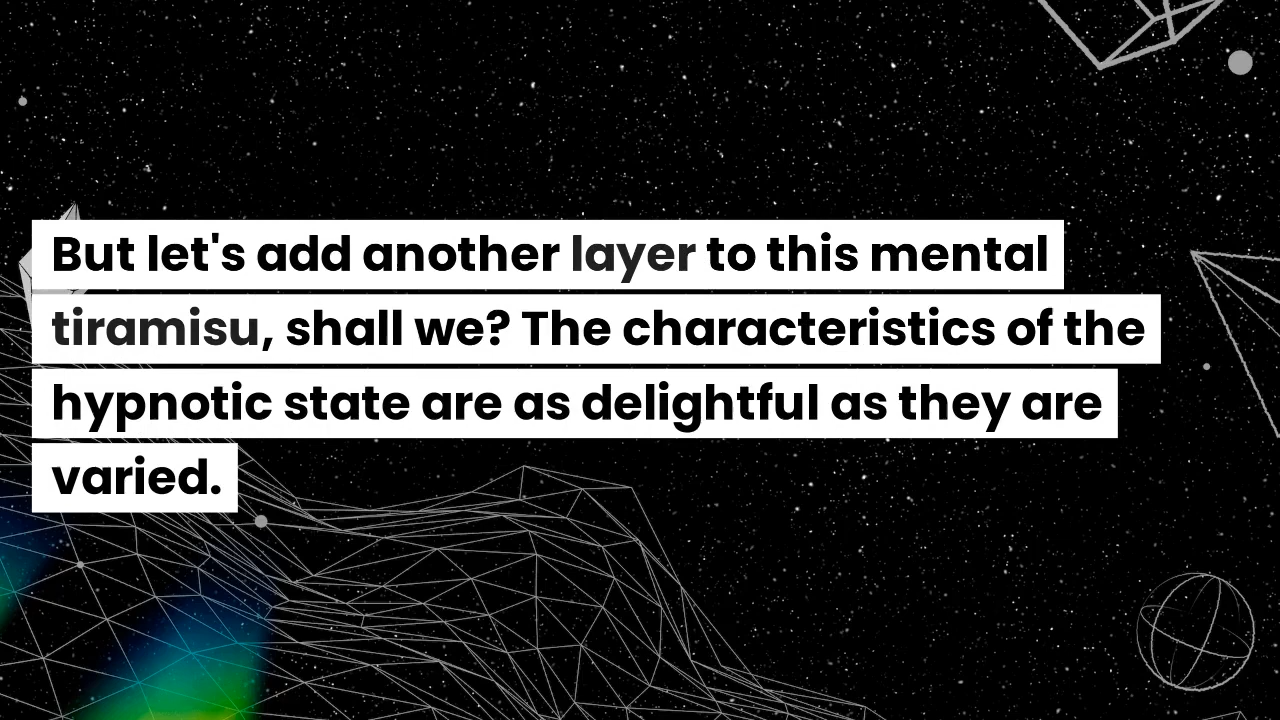 But let's add another layer to this mental
tiramisu, shall we? The characteristics of the
hypnotic state are as delightful as they are
varied.